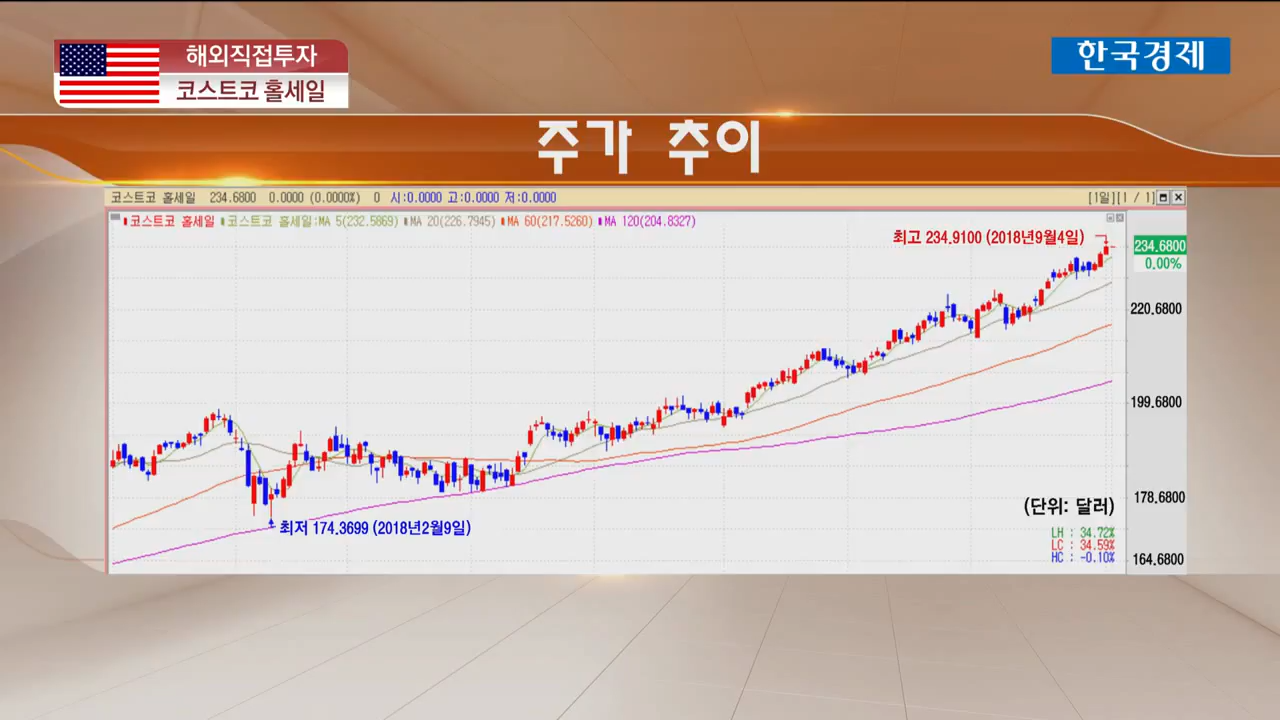 해외직접투자
한국경제
코스트코 홀세일
주가 추이
코스트코 홀세일 234.6800 0.0000 (0.0000%) 0 시:0.0000 고:0.0000 저:0.0000 [1일][1 / 1]
코스트코 홀세일 코스트코 홀세일:MA 5(232.5869) MA 20(226.7945) MA 60(217.5260) MA 120(204.8327)
최고 234.9100 (2018년9월4일)
234.6800
0.00%
220.6800
199.6800
178.6800
(단위: 달러)
최저 174.3699 (2018년2월9일)
LH : 34.72%
LC : 34.59%
HC : -0.10%
164.6800